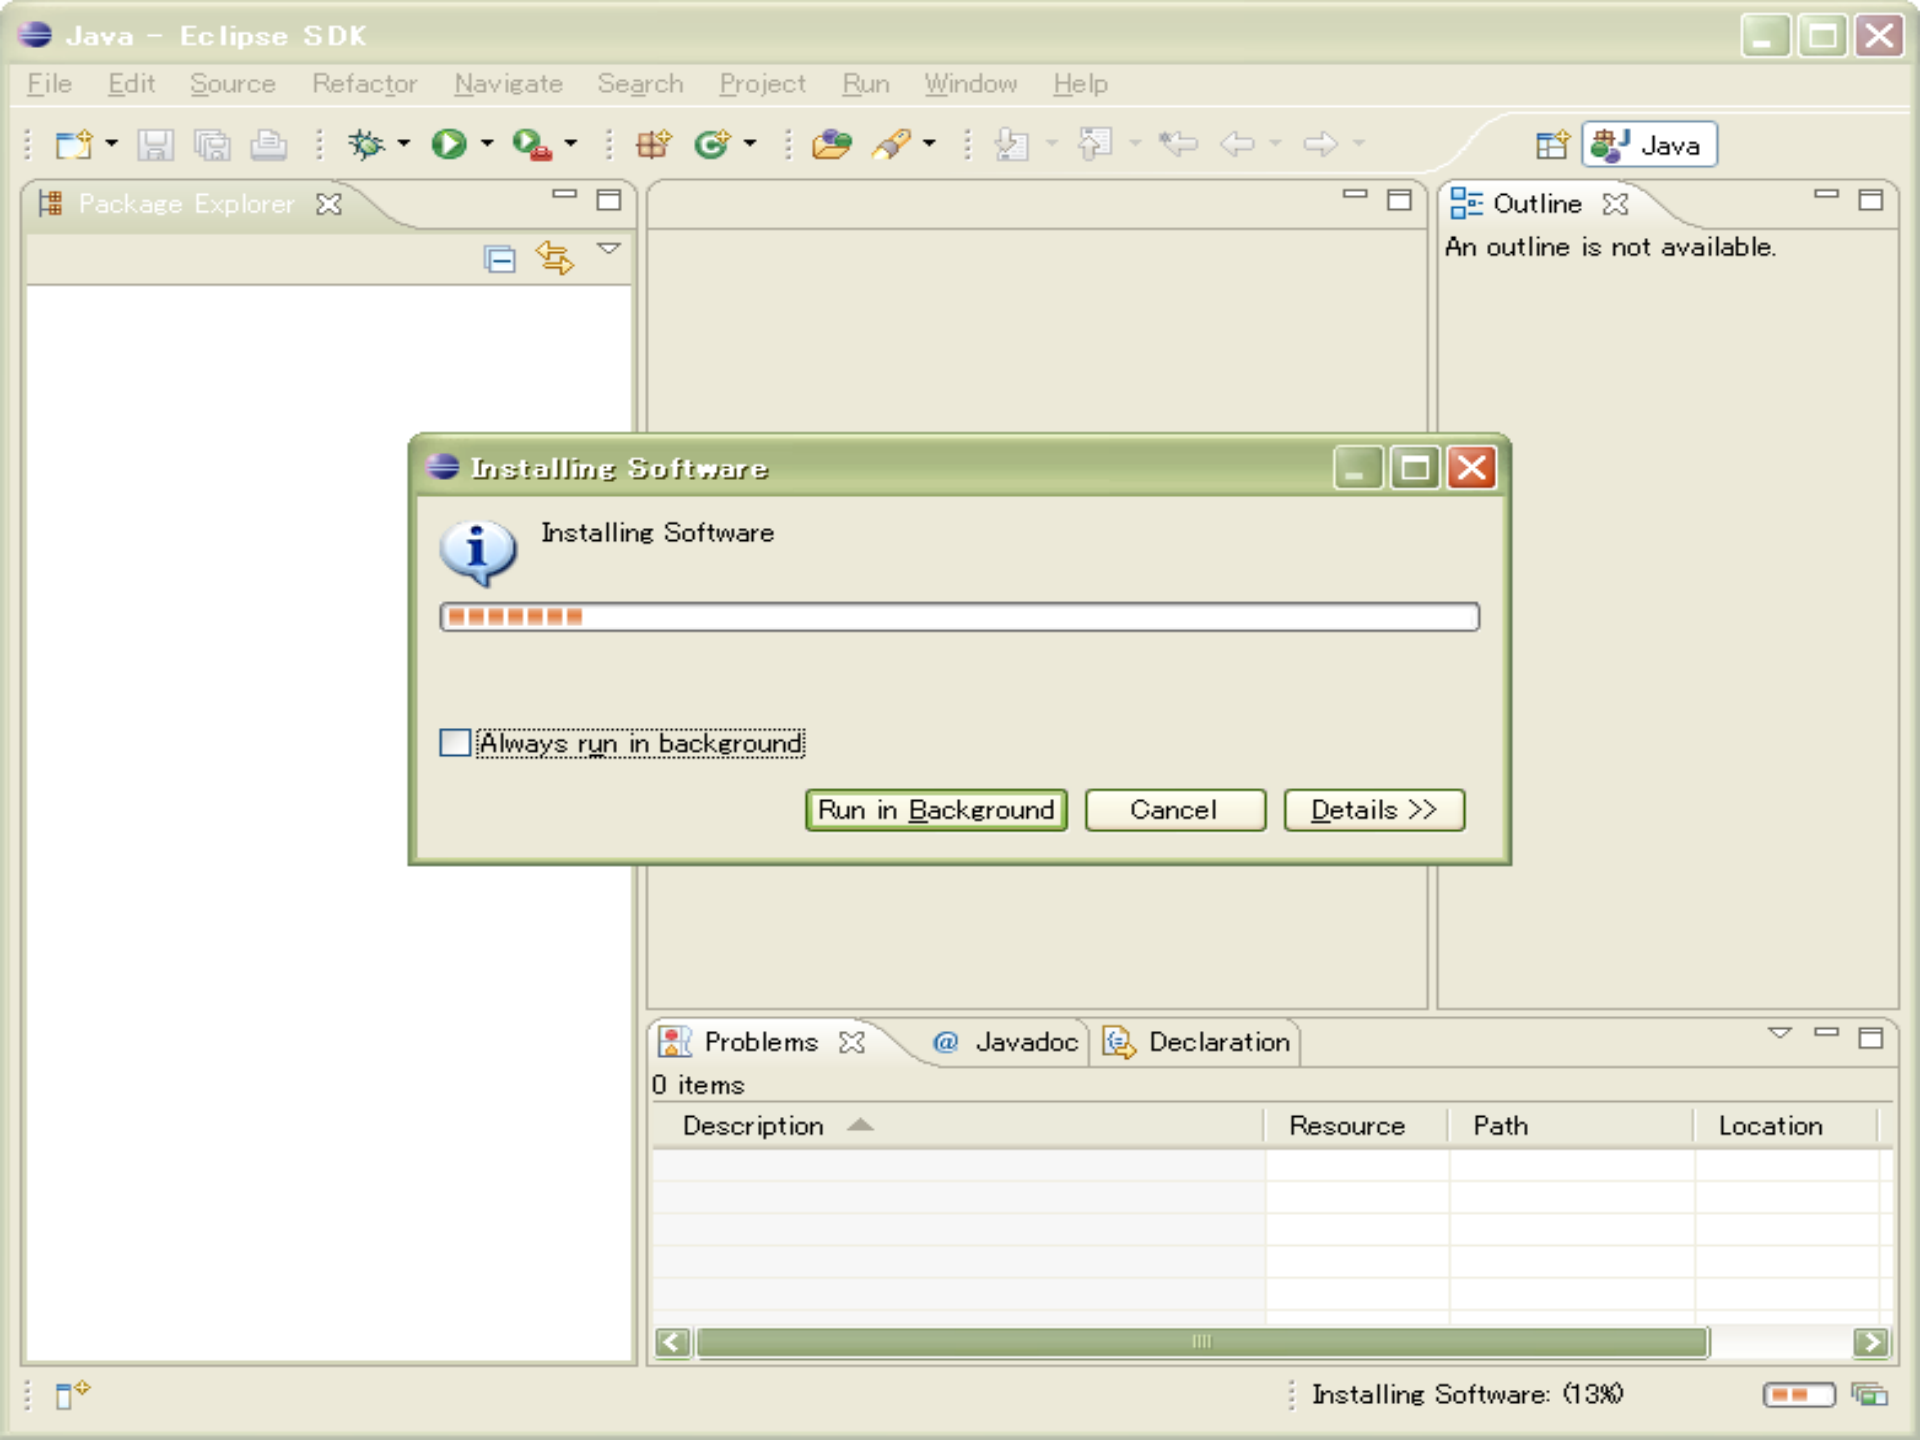 Java - Eclipse SDK
File Edit Source Refactor Navigate Search Project Run Window Help
Java
Package Explorer
Outline
An outline is not available.
Installing Software
Installing Software
Always run in background
Run in Background Cancel Details >>
Problems @ Javadoc Declaration
0 items
Description Resource Path Location
Installing Software: (13%)